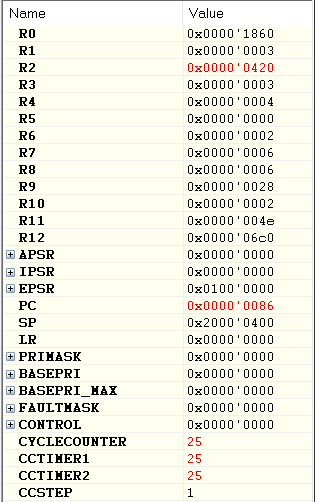 Name Value
R0 0x0000'1860
R1 0x0000'0003
R2 0x0000'0420
R3 0x0000'0003
R4 0x0000'0004
R5 0x0000'0000
R6 0x0000'0002
R7 0x0000'0006
R8 0x0000'0006
R9 0x0000'0028
R10 0x0000'0002
R11 0x0000'004e
R12 0x0000'06c0
APSR 0x0000'0000
IPSR 0x0000'0000
EPSR 0x0100'0000
PC 0x0000'0086
SP 0x2000'0400
LR 0x0000'0000
PRIMASK 0x0000'0000
BASEPRI 0x0000'0000
BASEPRI_MAX 0x0000'0000
FAULTMASK 0x0000'0000
CONTROL 0x0000'0000
CYCLECOUNTER 25
CCTIMER1 25
CCTIMER2 25
CCSTEP 1